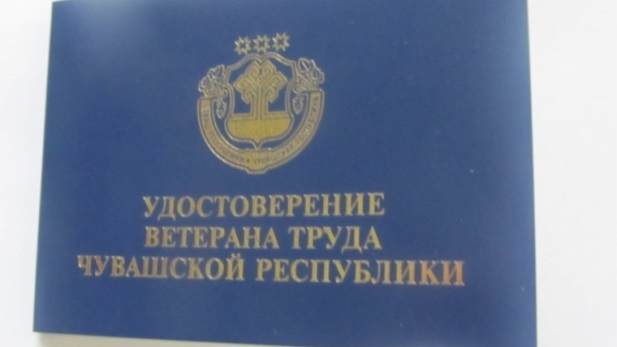 УДОСТОВЕРЕНИЕ
ВЕТЕРАНА ТРУДА
ЧУВАШСКОЙ РЕСПУБЛИКИ